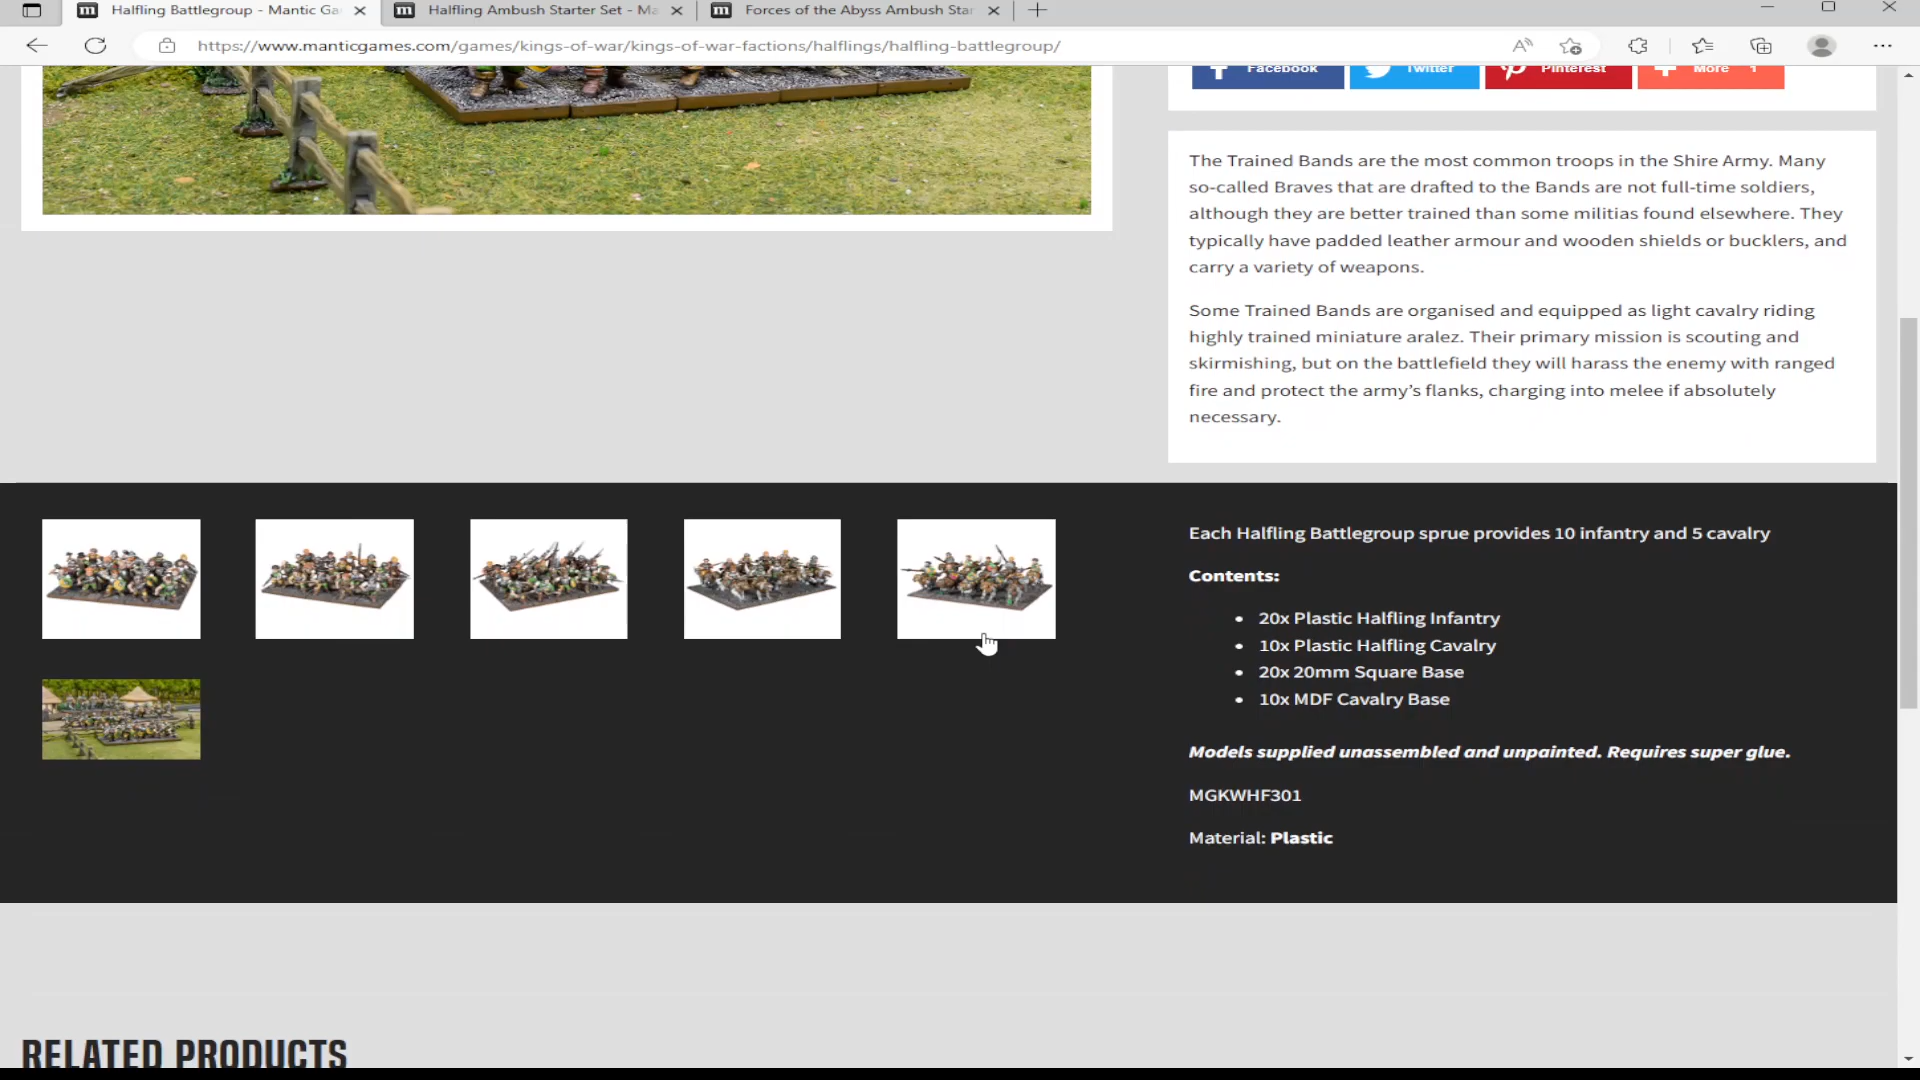 Halfling Battlegroup - Mantic Ga
Halfling Ambush Starter Set - Ma
Forces of the Abyss Ambush Star
https://www.manticgames.com/games/kings-of-war/kings-of-war-factions/halflings/halfling-battlegroup/
Facebook
Twitter
Pinterest
More 1
The Trained Bands are the most common troops in the Shire Army. Many
so-called Braves that are drafted to the Bands are not full-time soldiers,
although they are better trained than some militias found elsewhere. They
typically have padded leather armour and wooden shields or bucklers, and
carry a variety of weapons.
Some Trained Bands are organised and equipped as light cavalry riding
highly trained miniature aralez. Their primary mission is scouting and
skirmishing, but on the battlefield they will harass the enemy with ranged
fire and protect the army’s flanks, charging into melee if absolutely
necessary.
Each Halfling Battlegroup sprue provides 10 infantry and 5 cavalry
Contents:
• 20x Plastic Halfling Infantry
• 10x Plastic Halfling Cavalry
• 20x 20mm Square Base
• 10x MDF Cavalry Base
Models supplied unassembled and unpainted. Requires super glue.
MGKWHF301
Material: Plastic
RELATED PRODUCTS